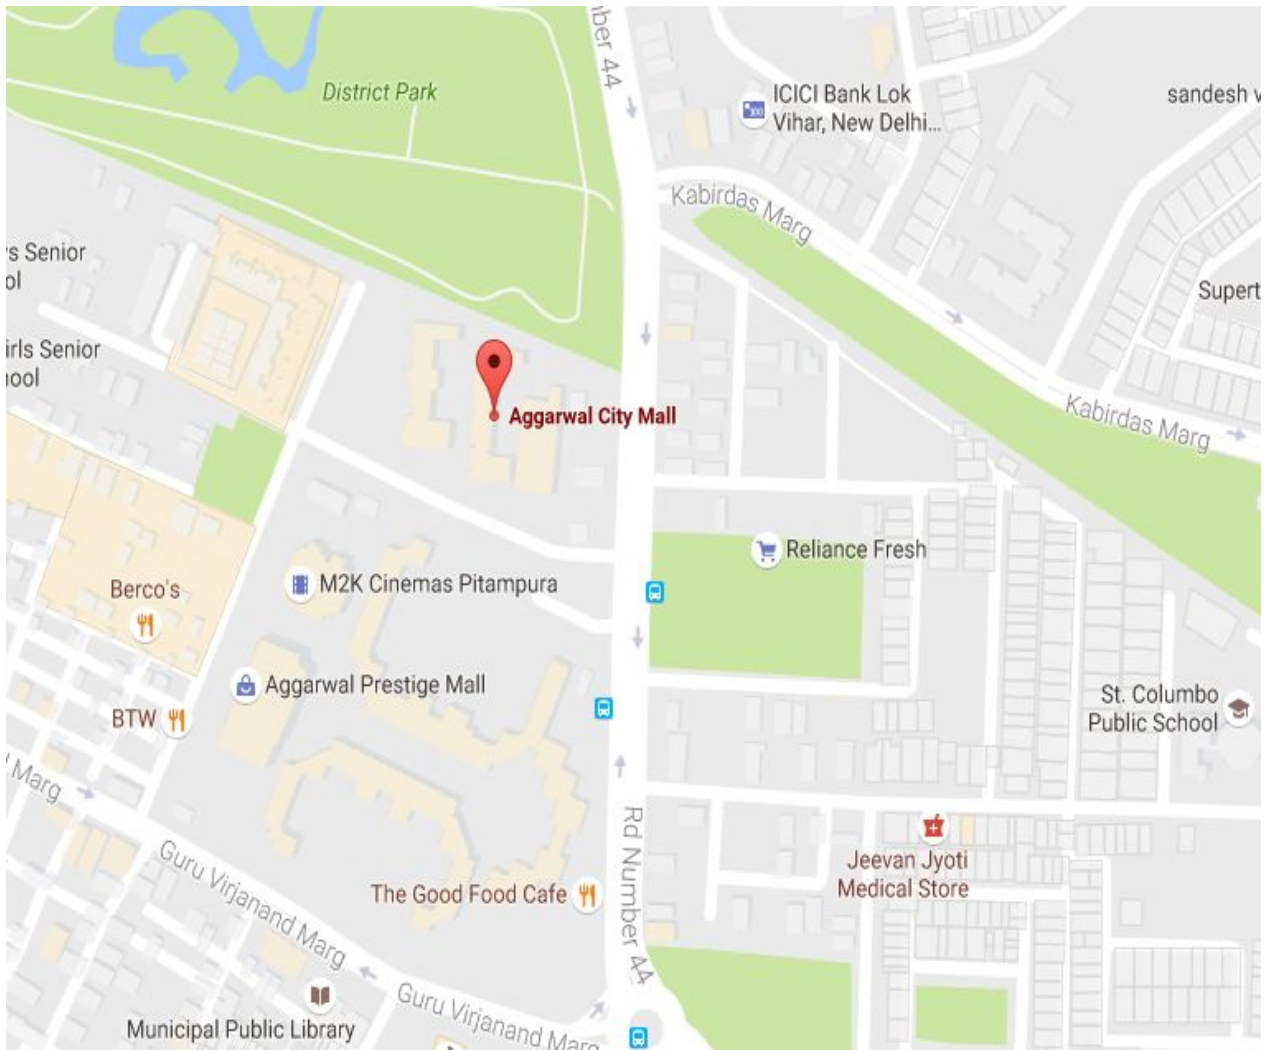 District Park
ICICI Bank Lok
Vihar, New Delhi...
sandesh v
Kabirdas Marg
Senior
Supert
Senior
Aggarwal City Mall
Kabirdas Marg
Reliance Fresh
M2K Cinemas Pitampura
Berco's
Aggarwal Prestige Mall
St. Columbo
Public School
BTW
Marg
Rd Number 44
Guru Virjanand Marg
Jeevan Jyoti
Medical Store
The Good Food Cafe
Guru Virjanand Marg
Municipal Public Library